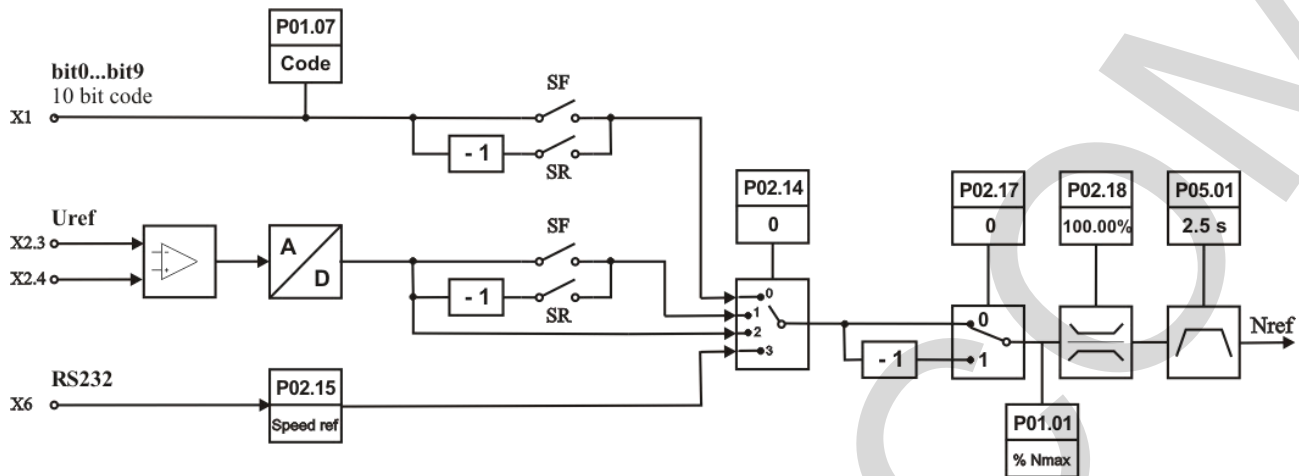 P01.07
Code
bit0...bit9
10 bit code
X1
SF
- 1
SR
Uref
X2.3
X2.4
A
D
SF
- 1
SR
P02.14
0
0
1
2
3
P02.17
0
P02.18
100.00%
P05.01
2.5 s
0
- 1
1
Nref
RS232
X6
P02.15
Speed ref
P01.01
% Nmax
COM